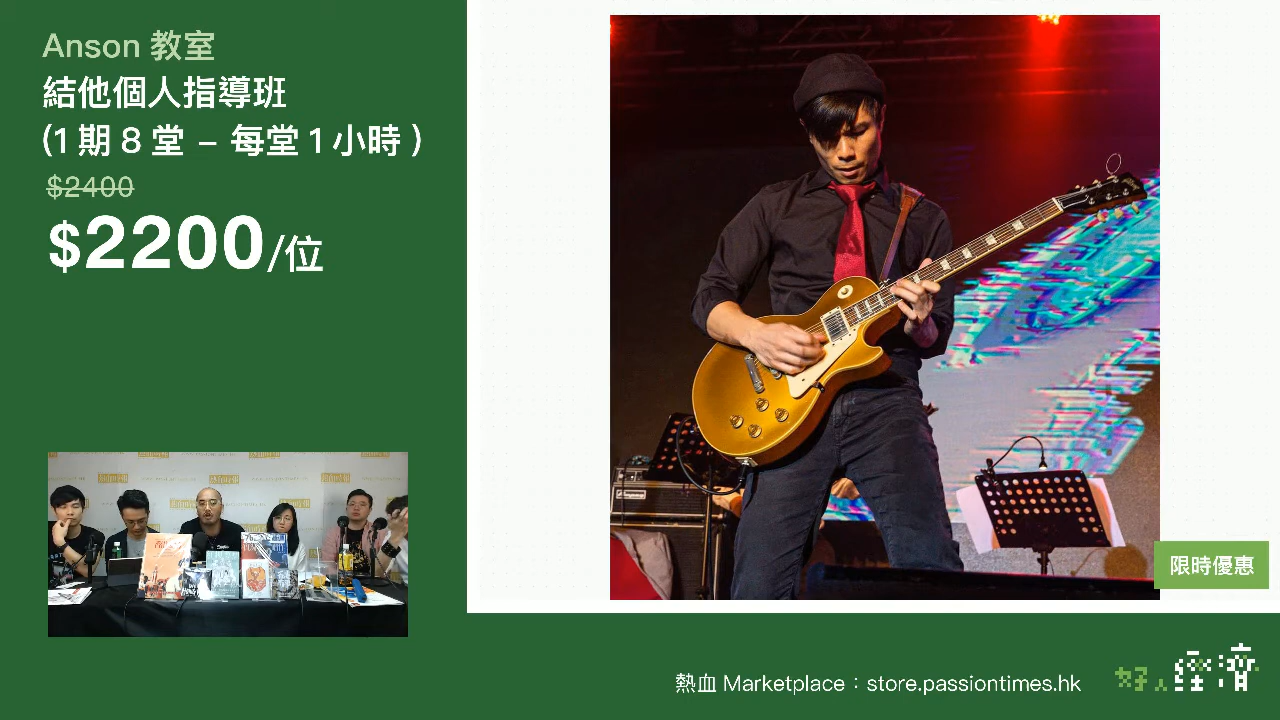 Anson 教室
結他個人指導班
(1 期 8 堂 – 每堂 1 小時 )
$2400
$2200/位
限時優惠
熱血 Marketplace：store.passiontimes.hk
好人經濟